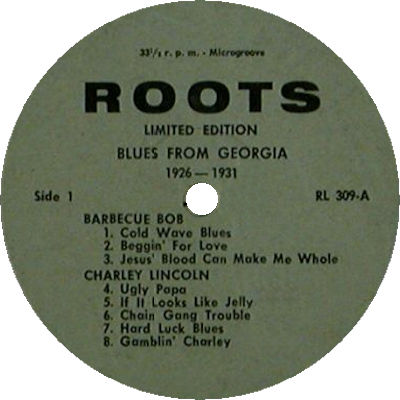 33⅓ r. p. m. - Microgroove
ROOTS
LIMITED EDITION
BLUES FROM GEORGIA
1926 — 1931
Side 1 RL 309-A
BARBECUE BOB
1. Cold Wave Blues
2. Beggin' For Love
3. Jesus' Blood Can Make Me Whole
CHARLEY LINCOLN
4. Ugly Papa
5. If It Looks Like Jelly
6. Chain Gang Trouble
7. Hard Luck Blues
8. Gamblin' Charley